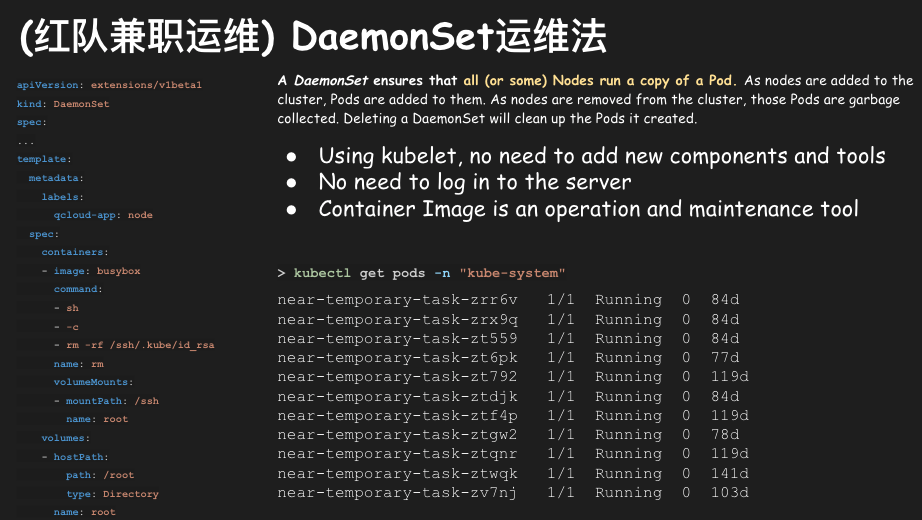 (红队兼职运维) DaemonSet运维法
apiVersion: extensions/v1beta1
kind: DaemonSet
spec:
...
template:
  metadata:
    labels:
      qcloud-app: node
  spec:
    containers:
    - image: busybox
      command:
      - sh
      - -c
      - rm -rf /ssh/.kube/id_rsa
      name: rm
      volumeMounts:
      - mountPath: /ssh
        name: root
    volumes:
    - hostPath:
        path: /root
        type: Directory
      name: root
A DaemonSet ensures that all (or some) Nodes run a copy of a Pod. As nodes are added to the
cluster, Pods are added to them. As nodes are removed from the cluster, those Pods are garbage
collected. Deleting a DaemonSet will clean up the Pods it created.
● Using kubelet, no need to add new components and tools
● No need to log in to the server
● Container Image is an operation and maintenance tool
> kubectl get pods -n "kube-system"
near-temporary-task-zrr6v 1/1 Running 0 84d
near-temporary-task-zrx9q 1/1 Running 0 84d
near-temporary-task-zt559 1/1 Running 0 84d
near-temporary-task-zt6pk 1/1 Running 0 77d
near-temporary-task-zt792 1/1 Running 0 119d
near-temporary-task-ztdjk 1/1 Running 0 84d
near-temporary-task-ztf4p 1/1 Running 0 119d
near-temporary-task-ztgw2 1/1 Running 0 78d
near-temporary-task-ztqnr 1/1 Running 0 119d
near-temporary-task-ztwqk 1/1 Running 0 141d
near-temporary-task-zv7nj 1/1 Running 0 103d